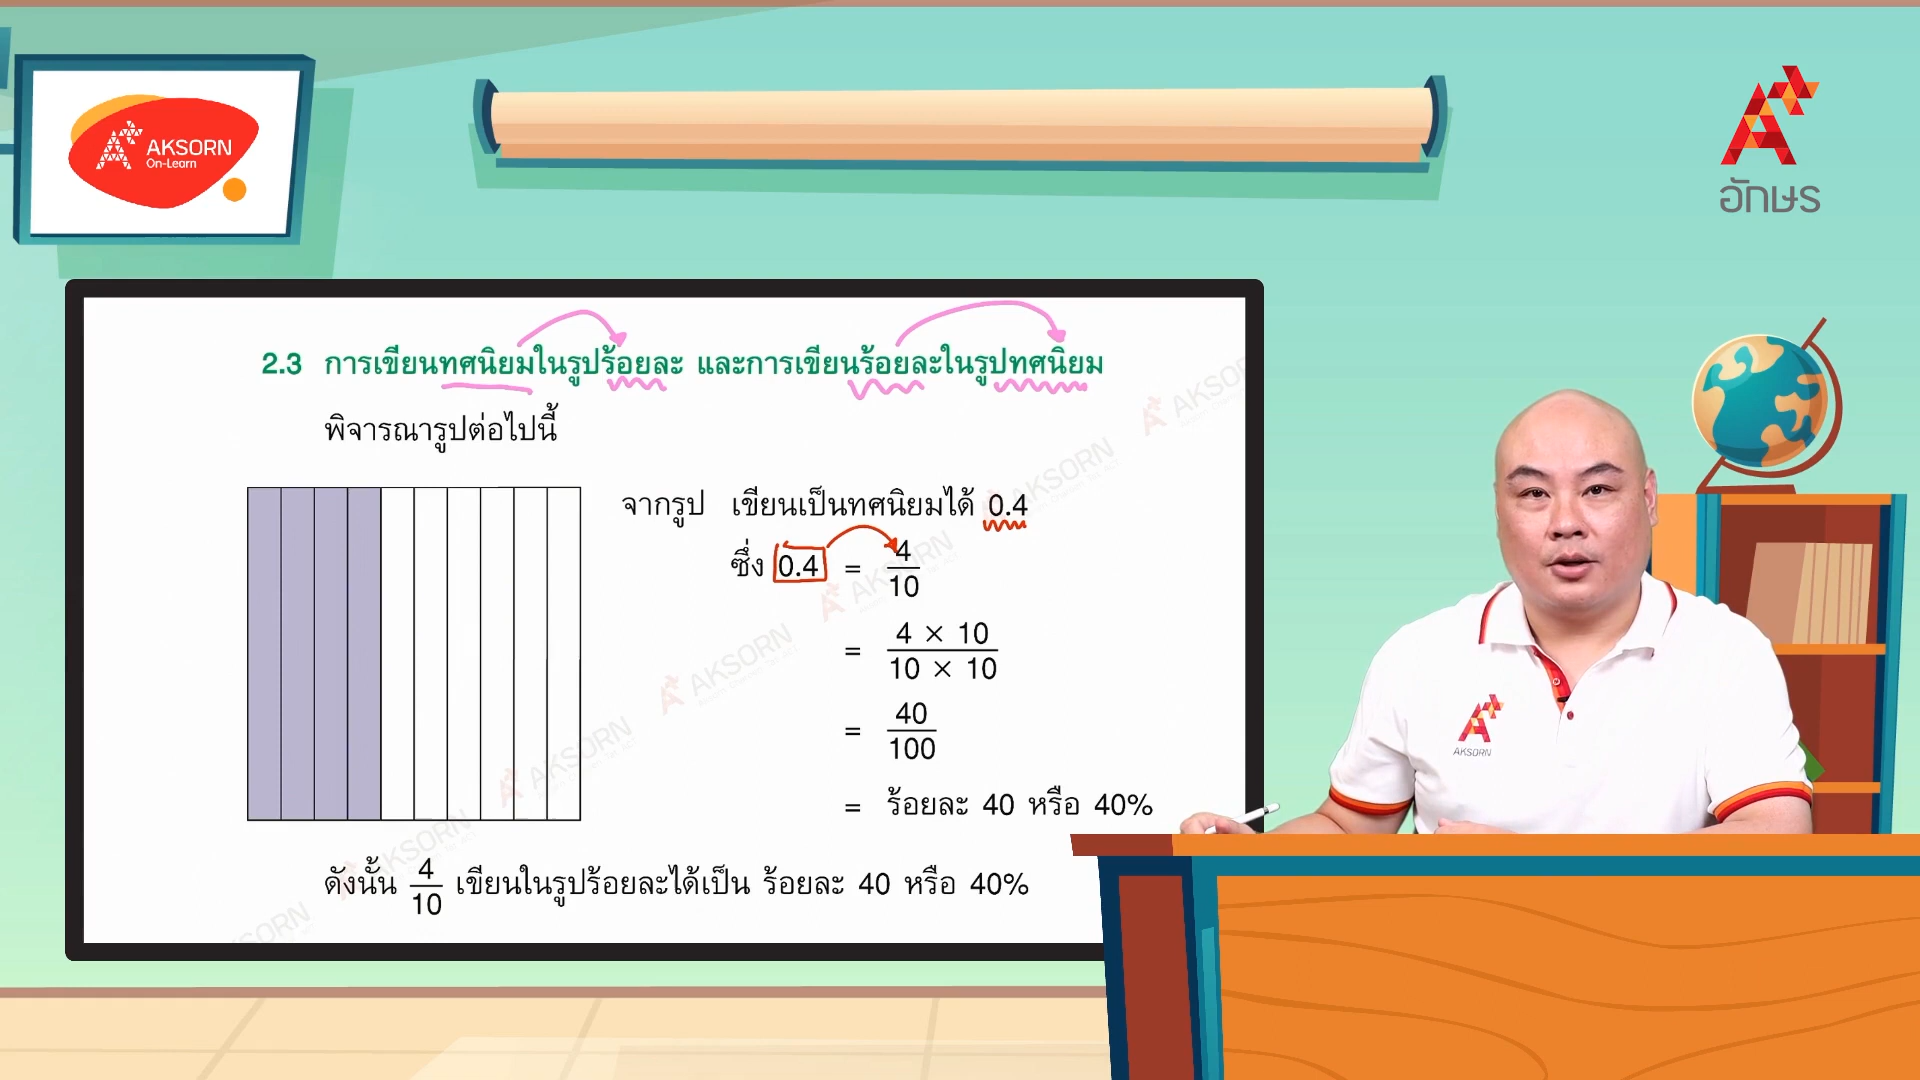 AKSORN
On-Learn
อักษร
2.3 การเขียนทศนิยมในรูปร้อยละ และการเขียนร้อยละในรูปทศนิยม
พิจารณารูปต่อไปนี้
จากรูป เขียนเป็นทศนิยมได้ 0.4
ซึ่ง 0.4 = 4/10
= 4 × 10 / 10 × 10
= 40/100
= ร้อยละ 40 หรือ 40%
ดังนั้น 4/10 เขียนในรูปร้อยละได้เป็น ร้อยละ 40 หรือ 40%
AKSORN
AKSORN
AKSORN
AKSORN
AKSORN
AKSORN